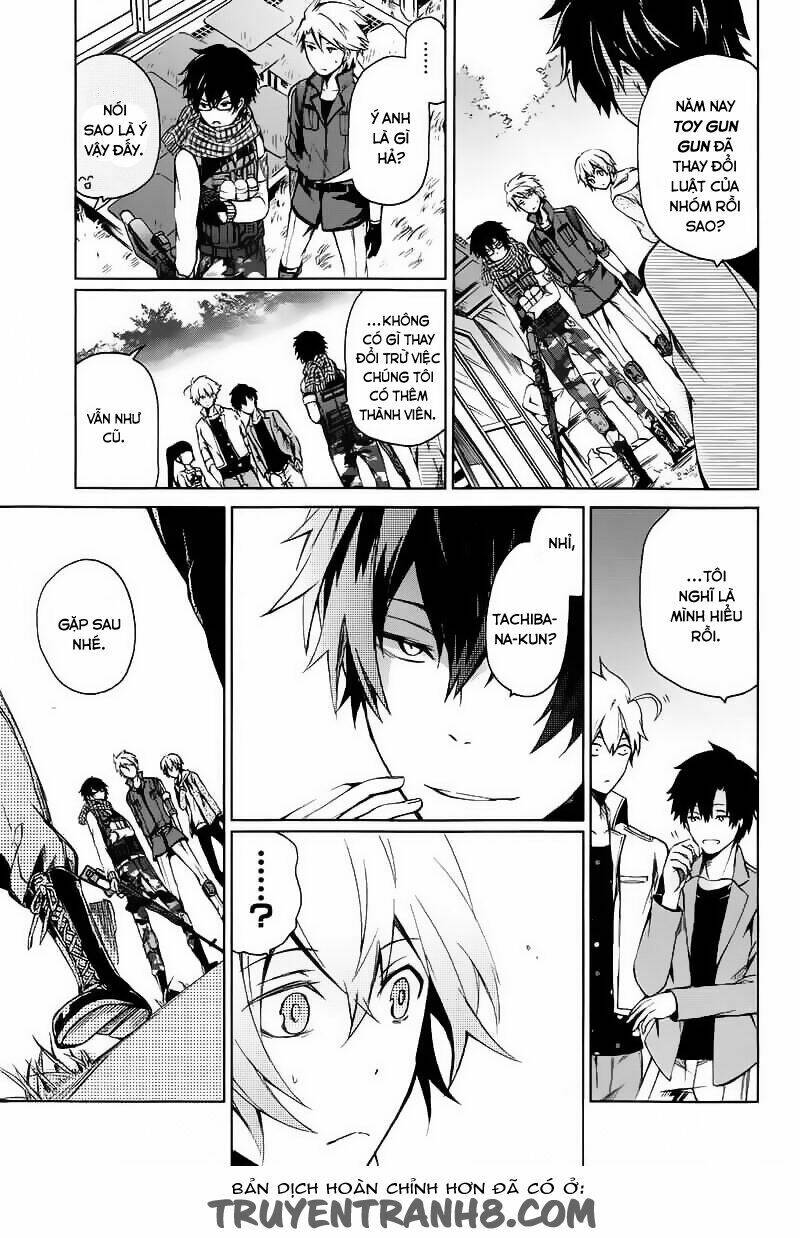 NĂM NAY
TOY GUN
GUN ĐÃ
THAY ĐỔI
LUẬT CỦA
NHÓM RỒI
SAO?
......
Ý ANH
LÀ GÌ
HẢ?
NÓI
SAO LÀ Ý
VẬY ĐẤY.
...KHÔNG
CÓ GÌ THAY
ĐỔI TRỪ VIỆC
CHÚNG TÔI
CÓ THÊM
THÀNH VIÊN.
VẪN NHƯ
CŨ.
...TÔI
NGHĨ LÀ
MÌNH HIỂU
RỒI.
NHỈ,
TACHIBA-
NA-KUN?
......?
GẶP SAU
NHÉ.
BẢN DỊCH HOÀN CHỈNH HƠN ĐÃ CÓ Ở:
TRUYENTRANH8.COM